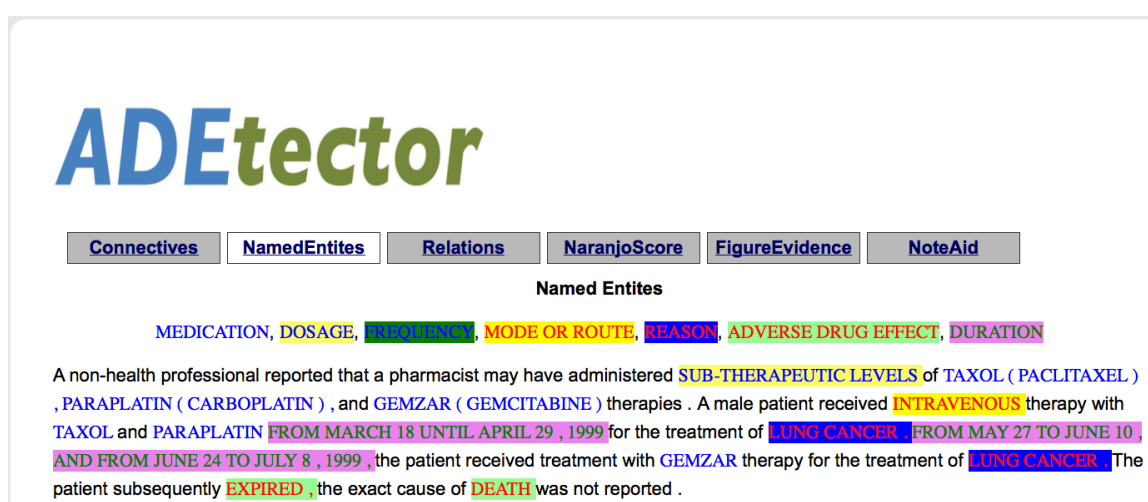 ADEtector
Connectives NamedEntites Relations NaranjoScore FigureEvidence NoteAid
Named Entites
MEDICATION, DOSAGE, FREQUENCY, MODE OR ROUTE, REASON, ADVERSE DRUG EFFECT, DURATION
A non-health professional reported that a pharmacist may have administered SUB-THERAPEUTIC LEVELS of TAXOL ( PACLITAXEL )
, PARAPLATIN ( CARBOPLATIN ) , and GEMZAR ( GEMCITABINE ) therapies . A male patient received INTRAVENOUS therapy with
TAXOL and PARAPLATIN FROM MARCH 18 UNTIL APRIL 29 , 1999 for the treatment of LUNG CANCER . FROM MAY 27 TO JUNE 10 ,
AND FROM JUNE 24 TO JULY 8 , 1999 , the patient received treatment with GEMZAR therapy for the treatment of LUNG CANCER . The
patient subsequently EXPIRED , the exact cause of DEATH was not reported .